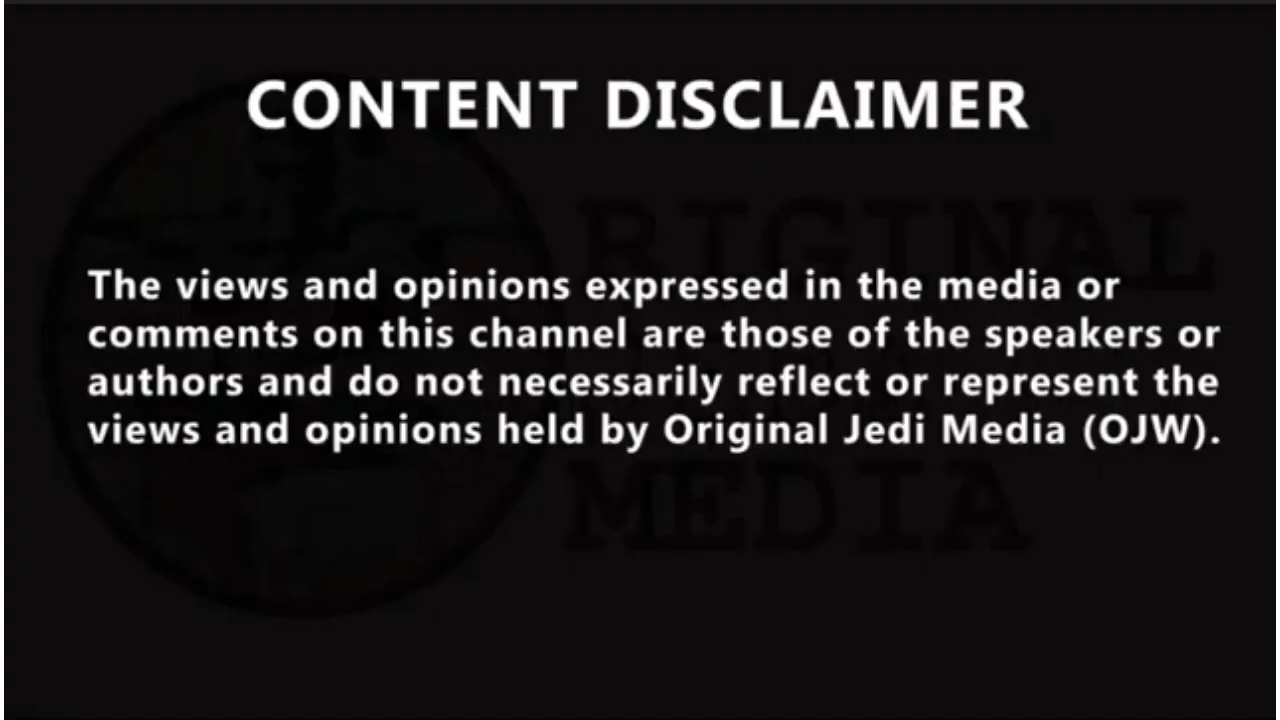 CONTENT DISCLAIMER
RIGINAL
The views and opinions expressed in the media or
comments on this channel are those of the speakers or
authors and do not necessarily reflect or represent the
views and opinions held by Original Jedi Media (OJW).
MEDIA